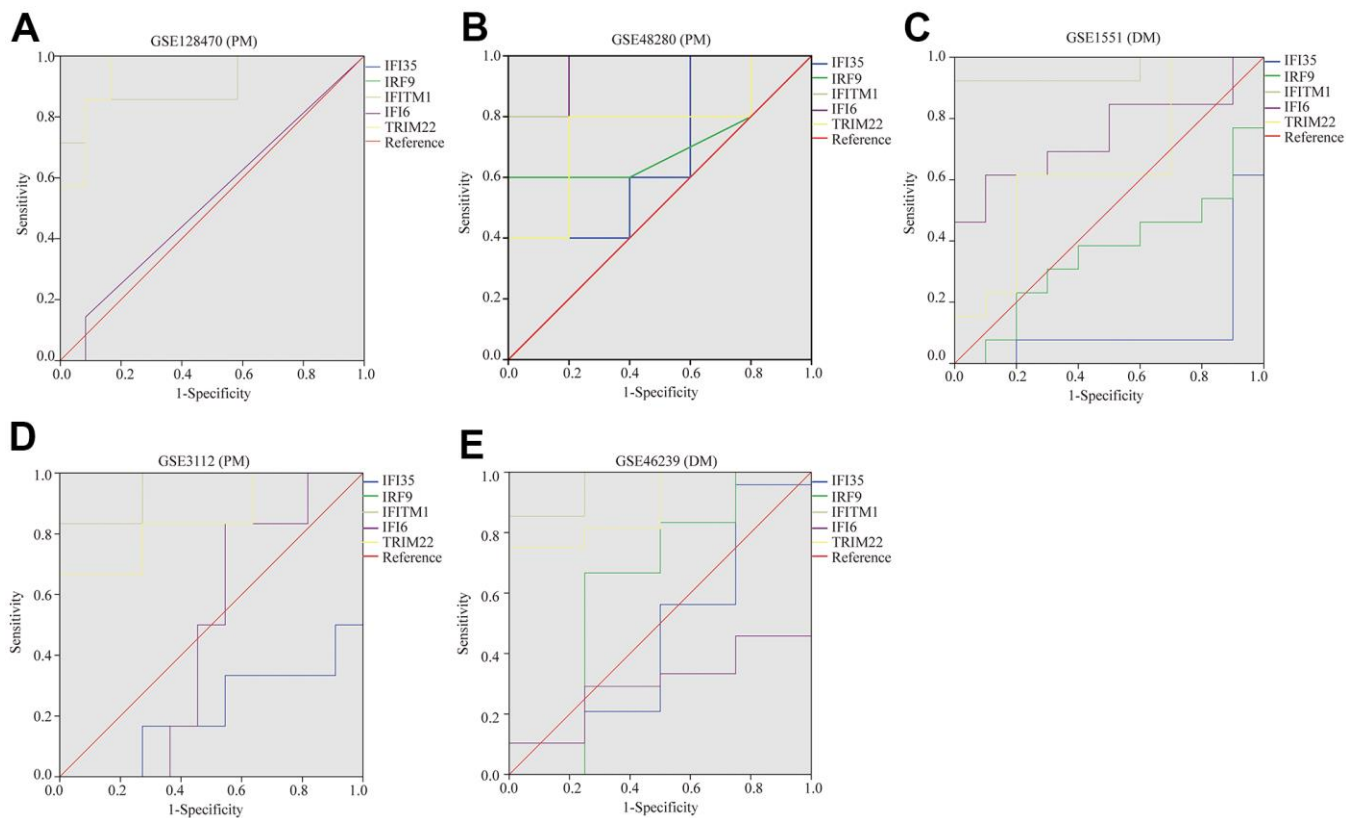 A
GSE128470 (PM)
1.0
0.8
0.6
0.4
0.2
0.0
Sensitivity
0.0 0.2 0.4 0.6 0.8 1.0
1-Specificity
IFI35
IRF9
IFITM1
IFI6
TRIM22
Reference
B
GSE48280 (PM)
1.0
0.8
0.6
0.4
0.2
0.0
Sensitivity
0.0 0.2 0.4 0.6 0.8 1.0
1-Specificity
IFI35
IRF9
IFITM1
IFI6
TRIM22
Reference
C
GSE1551 (DM)
1.0
0.8
0.6
0.4
0.2
0.0
Sensitivity
0.0 0.2 0.4 0.6 0.8 1.0
1-Specificity
IFI35
IRF9
IFITM1
IFI6
TRIM22
Reference
D
GSE3112 (PM)
1.0
0.8
0.6
0.4
0.2
0.0
Sensitivity
0.0 0.2 0.4 0.6 0.8 1.0
1-Specificity
IFI35
IRF9
IFITM1
IFI6
TRIM22
Reference
E
GSE46239 (DM)
1.0
0.8
0.6
0.4
0.2
0.0
Sensitivity
0.0 0.2 0.4 0.6 0.8 1.0
1-Specificity
IFI35
IRF9
IFITM1
IFI6
TRIM22
Reference